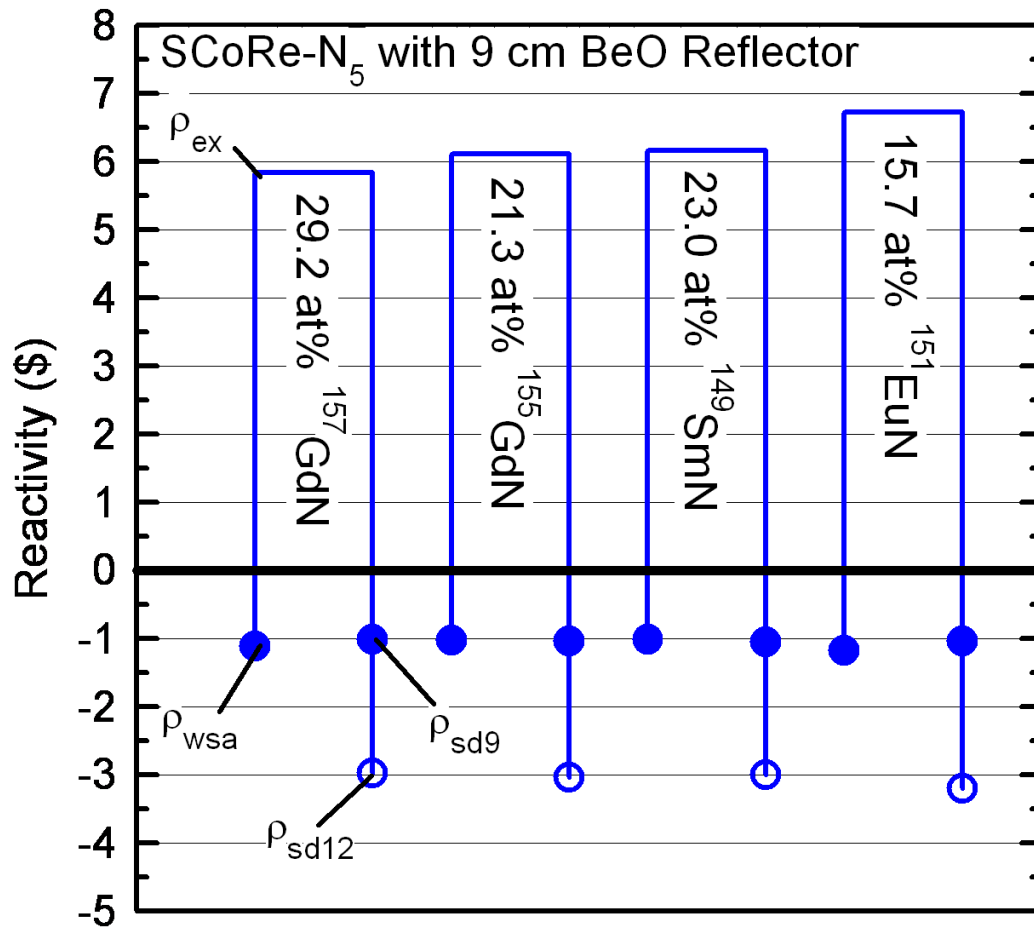 SCoRe-N5 with 9 cm BeO Reflector
Reactivity ($)
8
7
6
5
4
3
2
1
0
-1
-2
-3
-4
-5
ρex
29.2 at% 157GdN
21.3 at% 155GdN
23.0 at% 149SmN
15.7 at% 151EuN
ρwsa
ρsd9
ρsd12